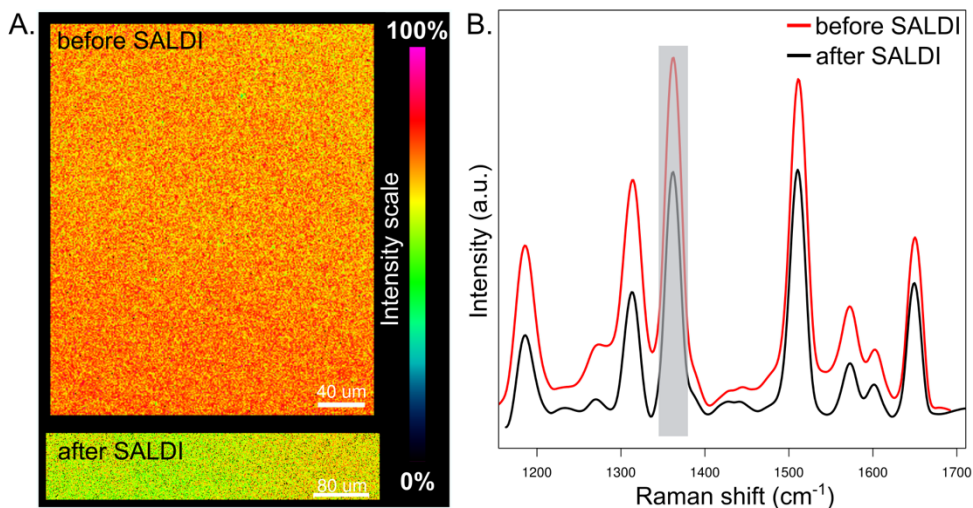 A.
before SALDI
40 um
after SALDI
80 um
100%
Intensity scale
0%
B.
before SALDI
after SALDI
Intensity (a.u.)
1200 1300 1400 1500 1600 1700
Raman shift (cm⁻¹)